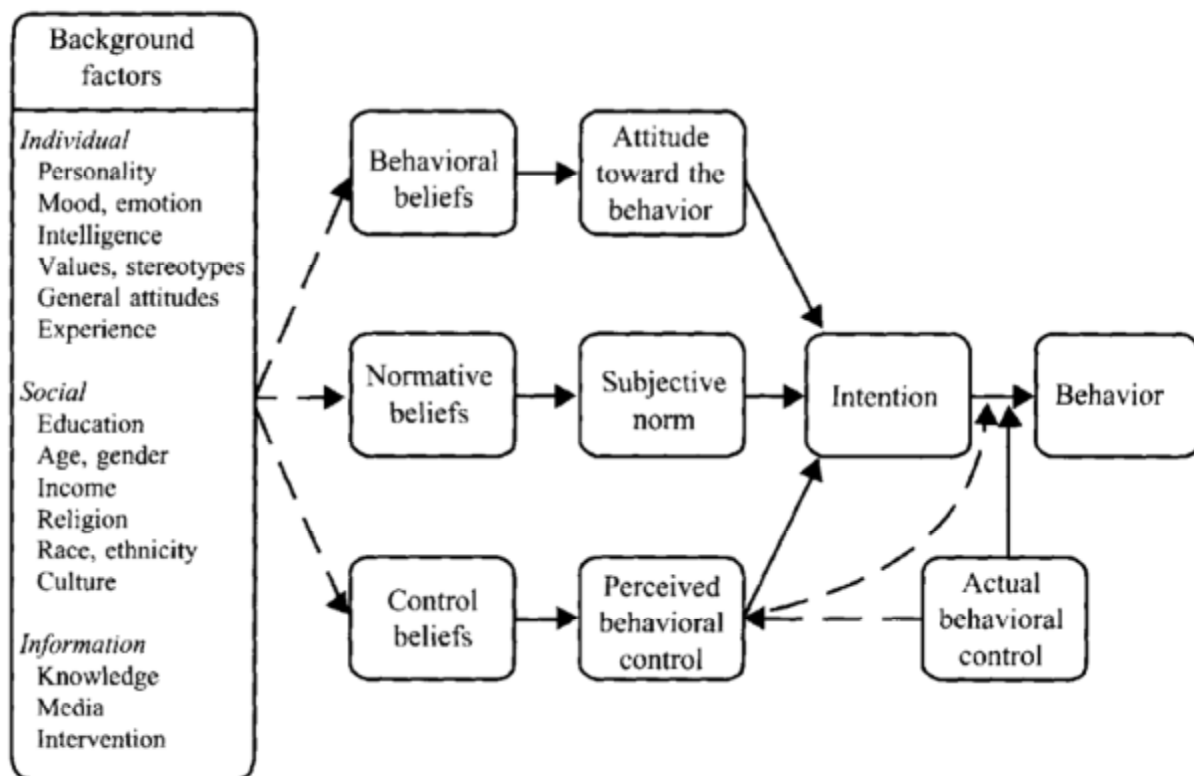 Background
factors
Individual
Personality
Mood, emotion
Intelligence
Values, stereotypes
General attitudes
Experience
Social
Education
Age, gender
Income
Religion
Race, ethnicity
Culture
Information
Knowledge
Media
Intervention
Behavioral
beliefs
Attitude
toward the
behavior
Normative
beliefs
Subjective
norm
Intention
Behavior
Control
beliefs
Perceived
behavioral
control
Actual
behavioral
control